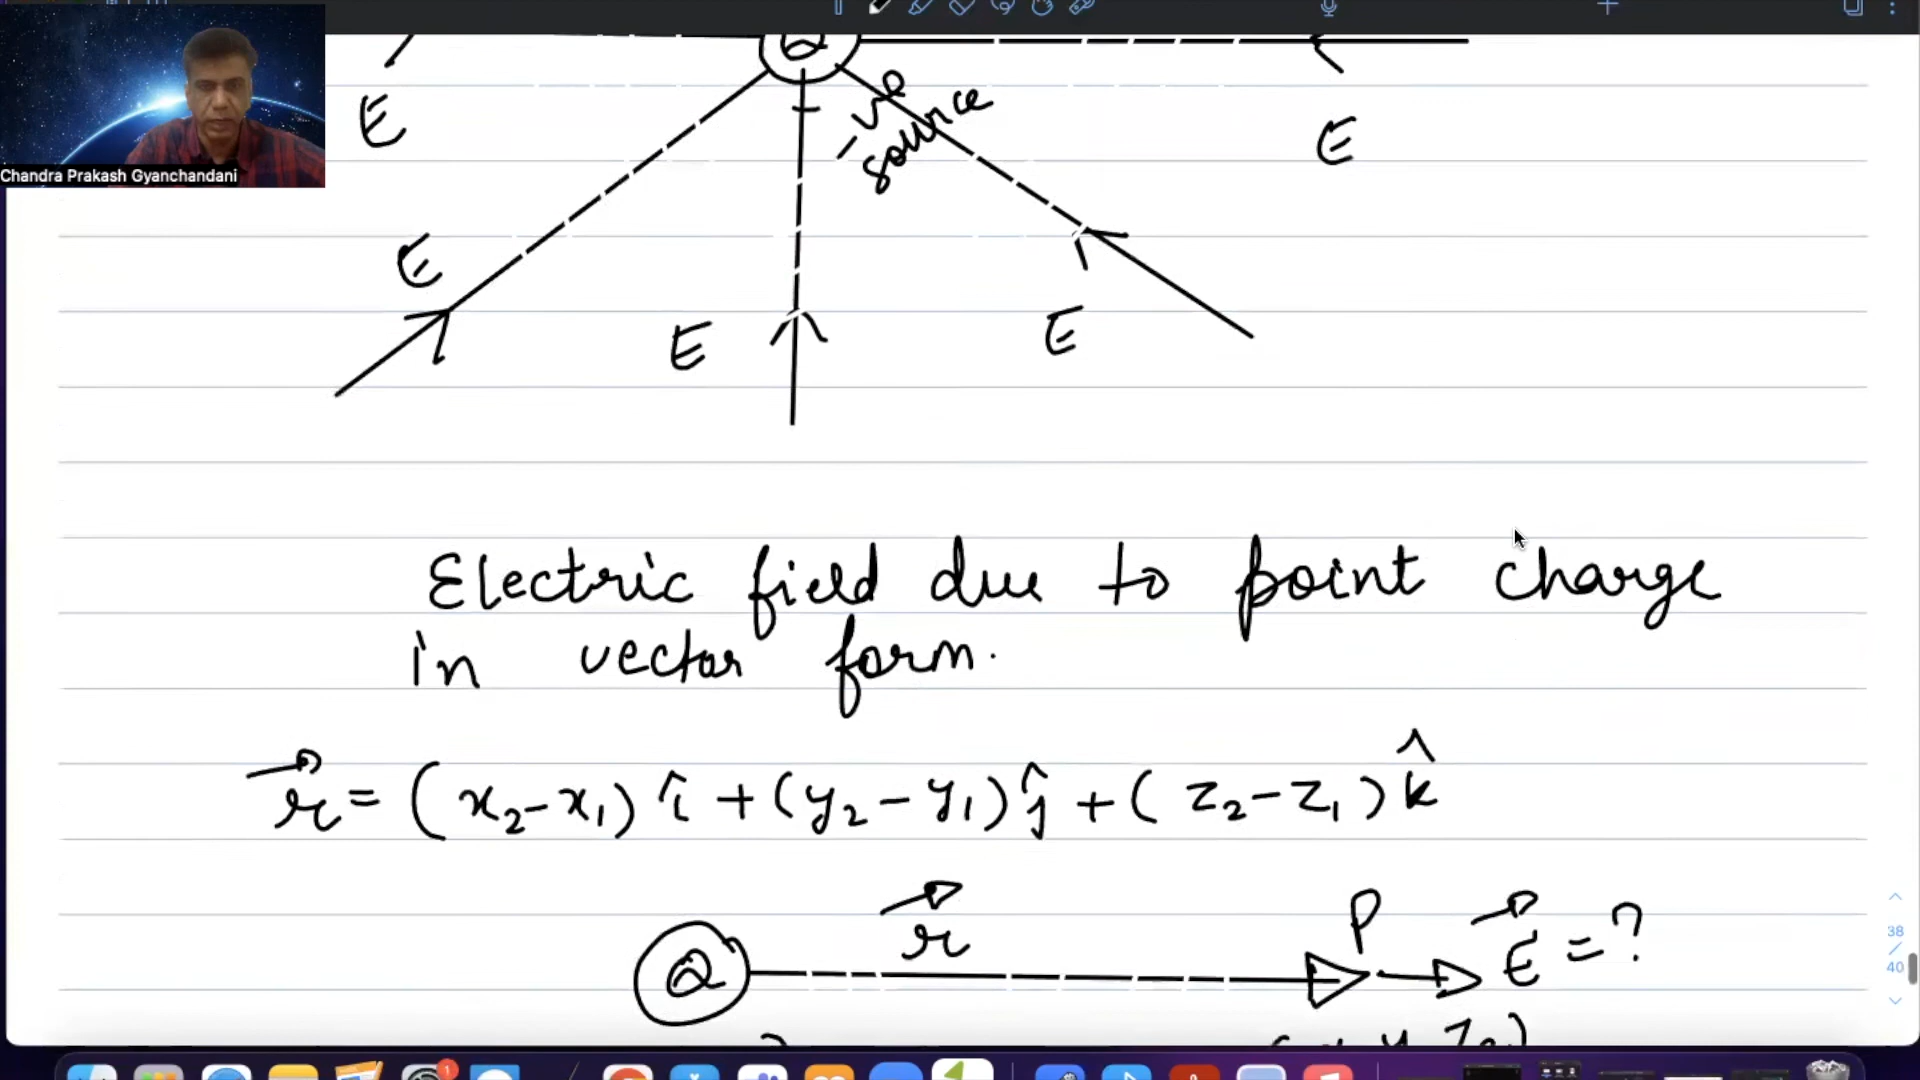 Q
-ve
source
E
E
E
E
E
Chandra Prakash Gyanchandani
Electric field due to point charge
in vector form.
r⃗ = (x₂-x₁) î + (y₂-y₁) ĵ + (z₂-z₁) k̂
r⃗
P
Q
E⃗ = ?
38
/
40